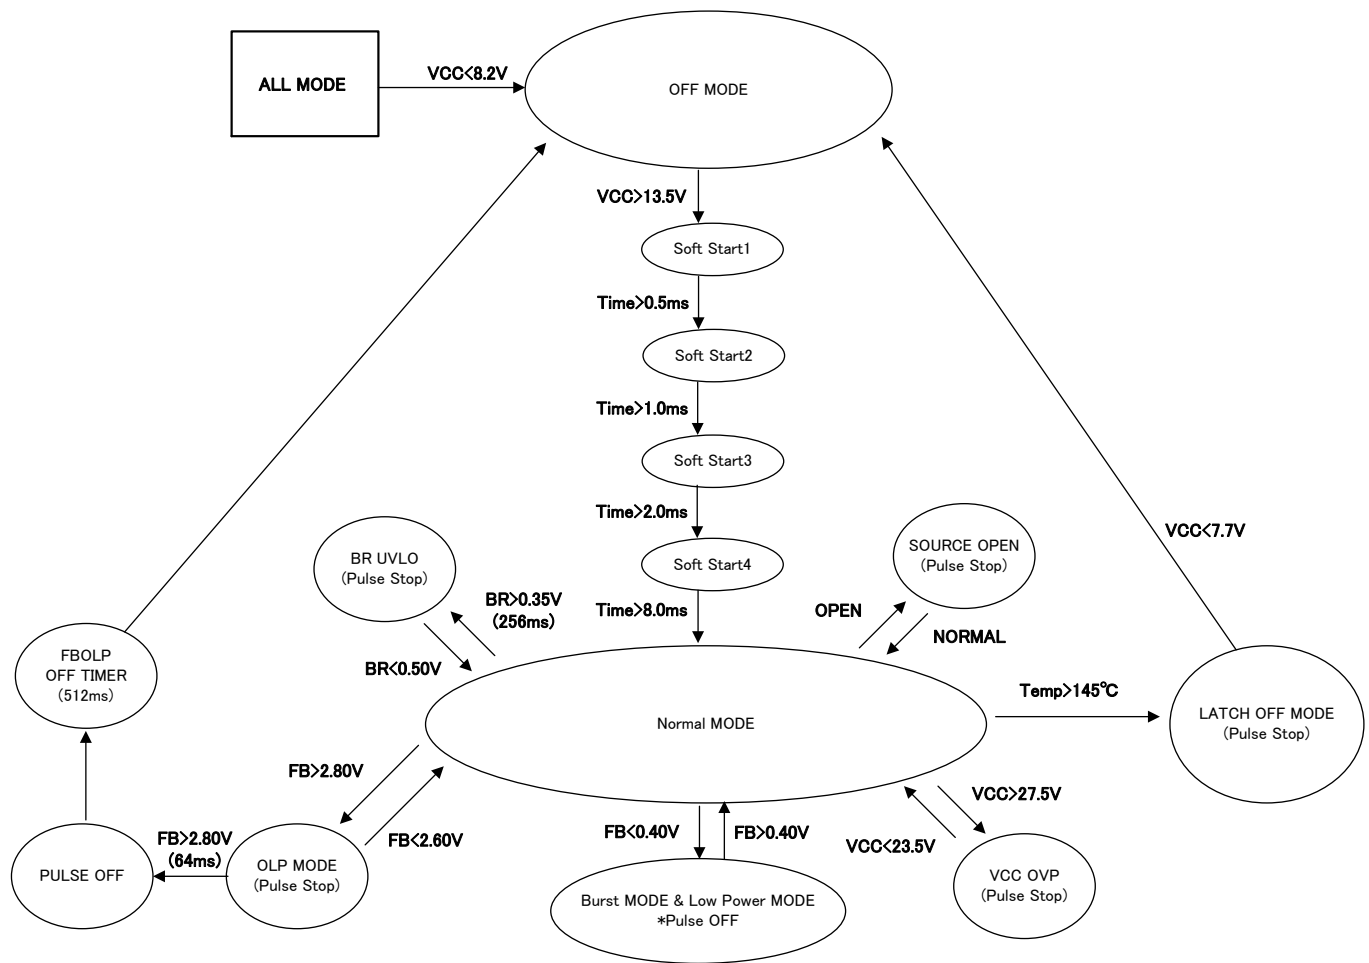 ALL MODE
VCC<8.2V
OFF MODE
VCC>13.5V
Soft Start1
Time>0.5ms
Soft Start2
Time>1.0ms
Soft Start3
Time>2.0ms
Soft Start4
Time>8.0ms
BR UVLO
(Pulse Stop)
BR>0.35V
(256ms)
BR<0.50V
SOURCE OPEN
(Pulse Stop)
OPEN
NORMAL
VCC<7.7V
FBOLP
OFF TIMER
(512ms)
Normal MODE
Temp>145℃
LATCH OFF MODE
(Pulse Stop)
FB>2.80V
FB<2.60V
FB>2.80V
(64ms)
PULSE OFF
OLP MODE
(Pulse Stop)
FB<0.40V
FB>0.40V
Burst MODE & Low Power MODE
*Pulse OFF
VCC>27.5V
VCC<23.5V
VCC OVP
(Pulse Stop)